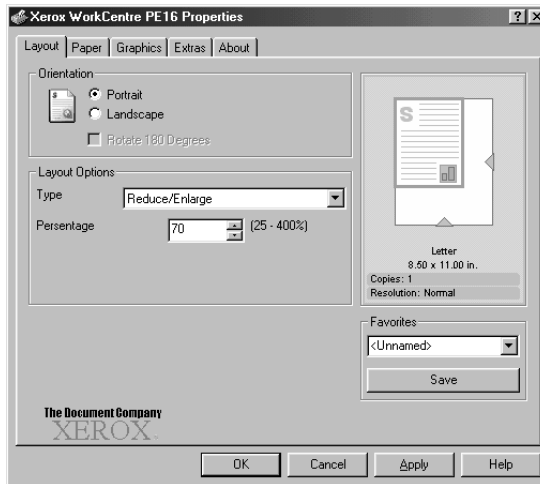 Xerox WorkCentre PE16 Properties
Layout Paper Graphics Extras About
Orientation
Portrait
Landscape
Rotate 180 Degrees
Layout Options
Type Reduce/Enlarge
Persentage 70 (25 - 400%)
S
Letter
8.50 x 11.00 in.
Copies: 1
Resolution: Normal
Favorites
<Unnamed>
Save
The Document Company
XEROX
OK Cancel Apply Help